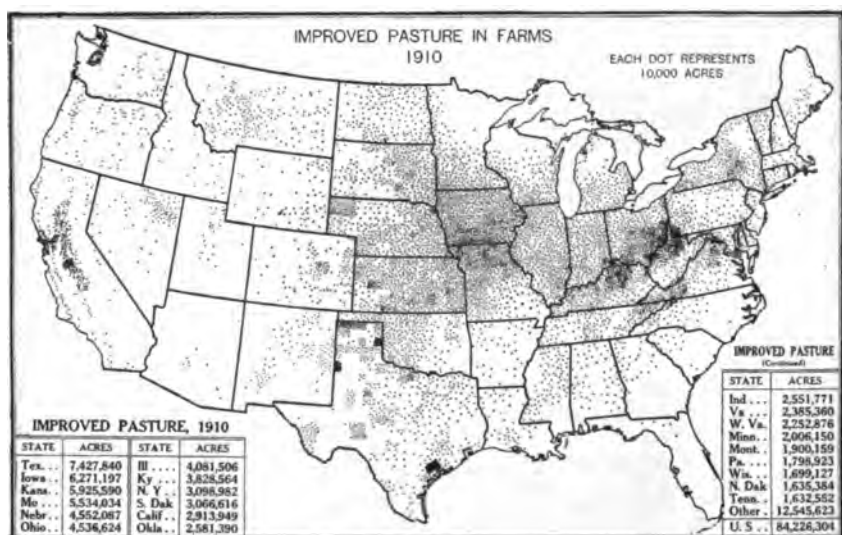 IMPROVED PASTURE IN FARMS
1910
EACH DOT REPRESENTS
10,000 ACRES
IMPROVED PASTURE, 1910
STATE ACRES STATE ACRES
Tex... 7,427,840 Ill .... 4,081,506
Iowa.. 6,271,197 Ky .. 3,828,564
Kans.. 5,925,590 N. Y .. 3,098,982
Mo ... 5,534,034 S. Dak 3,066,616
Nebr.. 4,552,087 Calif.. 2,913,949
Ohio.. 4,536,624 Okla.. 2,581,390
IMPROVED PASTURE
(Continued)
STATE ACRES
Ind ... 2,551,771
Va ... 2,385,360
W. Va. 2,252,876
Minn.. 2,006,150
Mont. 1,900,159
Pa.... 1,798,923
Wis... 1,699,127
N. Dak 1,635,384
Tenn. . 1,632,552
Other . 12,545,623
U. S .. 84,226,304